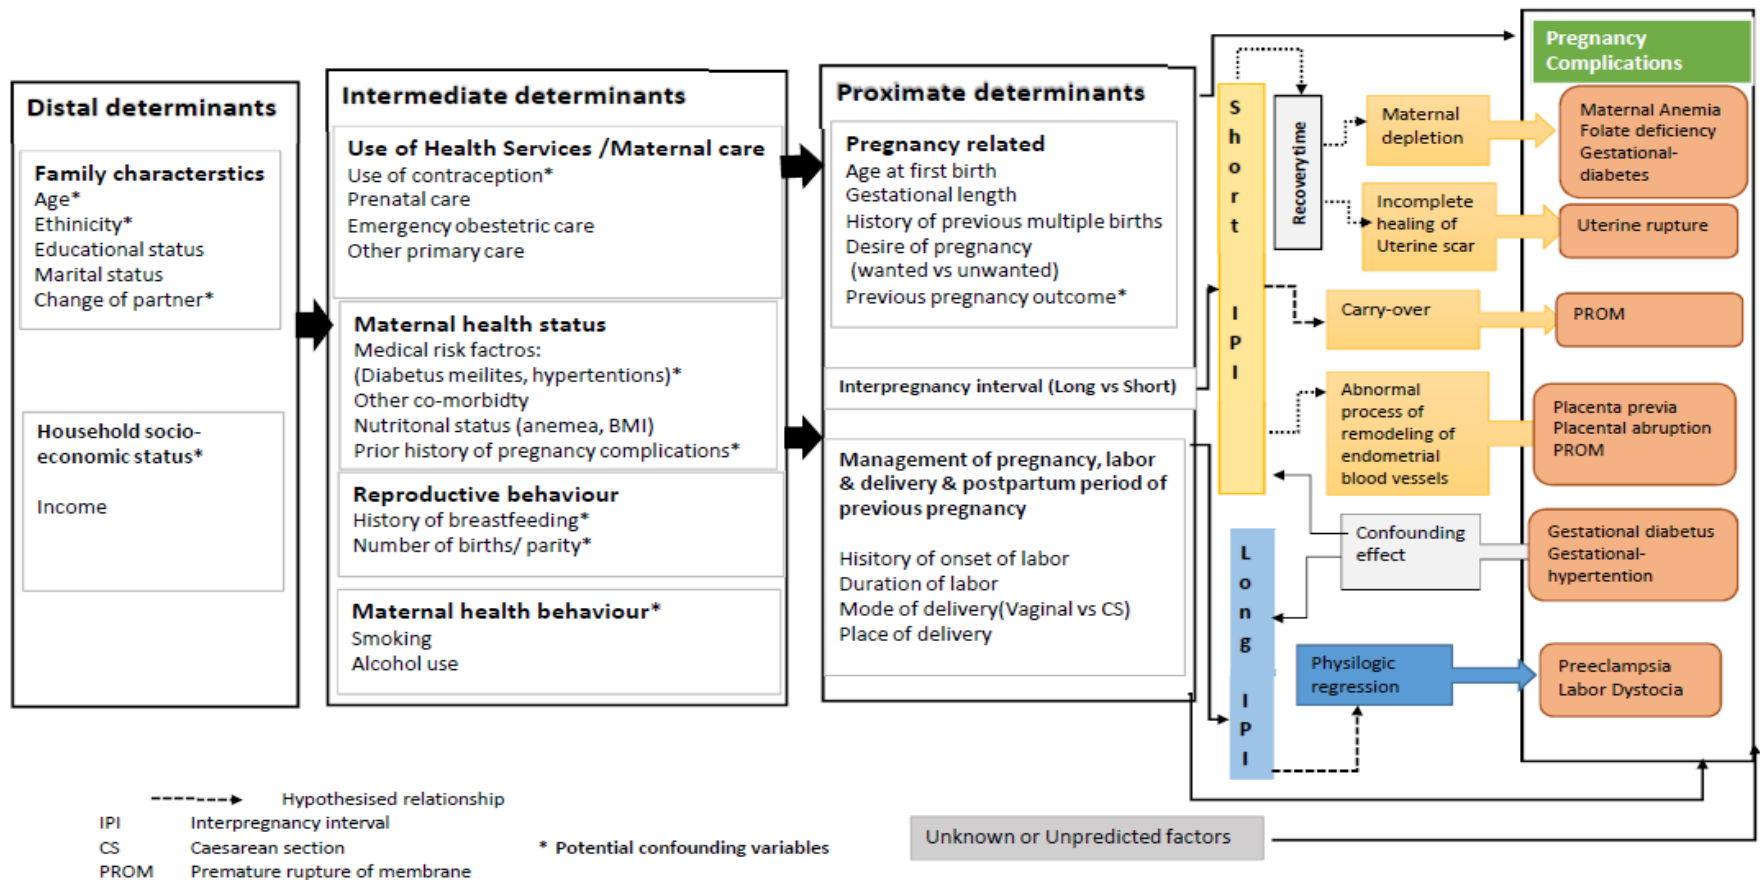 Distal determinants
Family characterstics
Age*
Ethinicity*
Educational status
Marital status
Change of partner*
Household socio-
economic status*
Income
Intermediate determinants
Use of Health Services /Maternal care
Use of contraception*
Prenatal care
Emergency obestetric care
Other primary care
Maternal health status
Medical risk factros:
(Diabetus meilites, hypertentions)*
Other co-morbidty
Nutritonal status (anemea, BMI)
Prior history of pregnancy complications*
Reproductive behaviour
History of breastfeeding*
Number of births/ parity*
Maternal health behaviour*
Smoking
Alcohol use
Proximate determinants
Pregnancy related
Age at first birth
Gestational length
History of previous multiple births
Desire of pregnancy
(wanted vs unwanted)
Previous pregnancy outcome*
Interpregnancy interval (Long vs Short)
Management of pregnancy, labor
& delivery & postpartum period of
previous pregnancy
Hisitory of onset of labor
Duration of labor
Mode of delivery(Vaginal vs CS)
Place of delivery
Short IPI
Long IPI
Recoverytime
Maternal
depletion
Incomplete
healing of
Uterine scar
Carry-over
Abnormal
process of
remodeling of
endometrial
blood vessels
Confounding
effect
Physilogic
regression
Pregnancy
Complications
Maternal Anemia
Folate deficiency
Gestational-
diabetes
Uterine rupture
PROM
Placenta previa
Placental abruption
PROM
Gestational diabetus
Gestational-
hypertention
Preeclampsia
Labor Dystocia
Hypothesised relationship
IPI Interpregnancy interval
CS Caesarean section
PROM Premature rupture of membrane
* Potential confounding variables
Unknown or Unpredicted factors